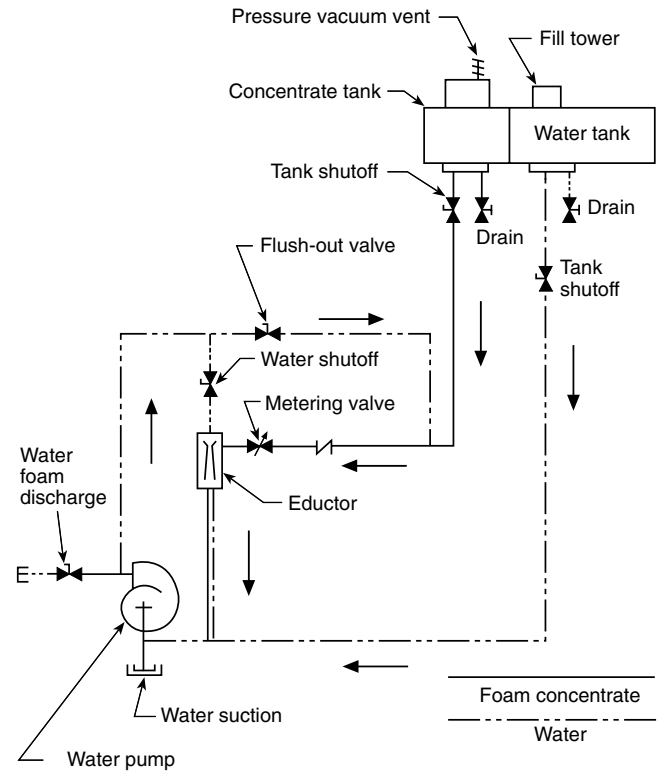 Pressure vacuum vent
Fill tower
Concentrate tank
Water tank
Tank shutoff
Drain
Drain
Flush-out valve
Tank
shutoff
Water shutoff
Metering valve
Water
foam
discharge
Eductor
Foam concentrate
Water suction
Water
Water pump